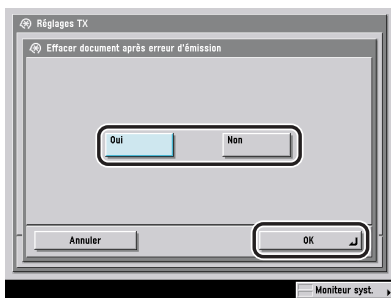 Réglages TX
Effacer document après erreur d'émission
Oui Non
Annuler OK
Moniteur syst.